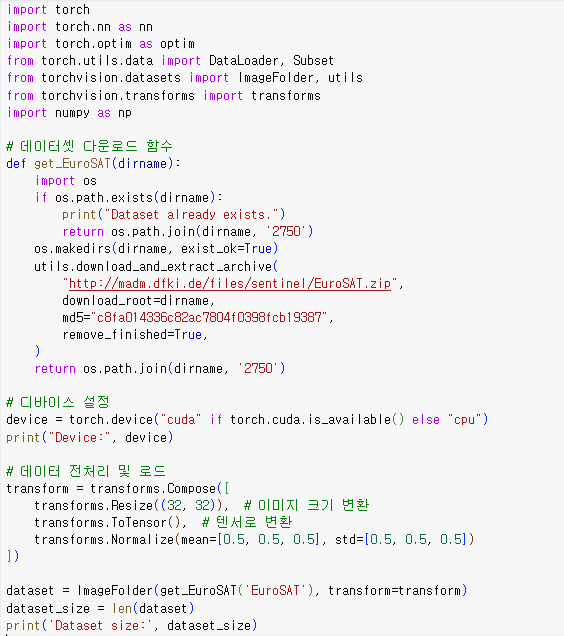 import torch
import torch.nn as nn
import torch.optim as optim
from torch.utils.data import DataLoader, Subset
from torchvision.datasets import ImageFolder, utils
from torchvision.transforms import transforms
import numpy as np

# 데이터셋 다운로드 함수
def get_EuroSAT(dirname):
    import os
    if os.path.exists(dirname):
        print("Dataset already exists.")
        return os.path.join(dirname, '2750')
    os.makedirs(dirname, exist_ok=True)
    utils.download_and_extract_archive(
        "http://madm.dfki.de/files/sentinel/EuroSAT.zip",
        download_root=dirname,
        md5="c8fa014336c82ac7804f0398fcb19387",
        remove_finished=True,
    )
    return os.path.join(dirname, '2750')

# 디바이스 설정
device = torch.device("cuda" if torch.cuda.is_available() else "cpu")
print("Device:", device)

# 데이터 전처리 및 로드
transform = transforms.Compose([
    transforms.Resize((32, 32)),  # 이미지 크기 변환
    transforms.ToTensor(),  # 텐서로 변환
    transforms.Normalize(mean=[0.5, 0.5, 0.5], std=[0.5, 0.5, 0.5])
])

dataset = ImageFolder(get_EuroSAT('EuroSAT'), transform=transform)
dataset_size = len(dataset)
print('Dataset size:', dataset_size)